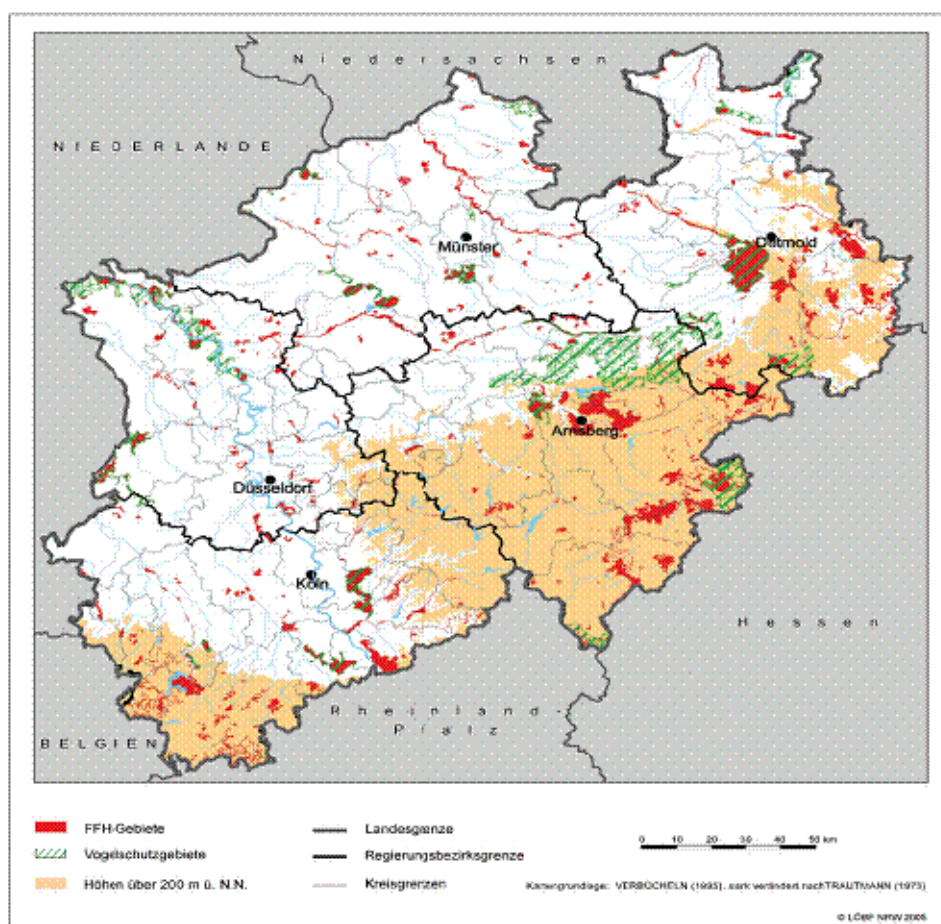 Niedersachsen
NIEDERLANDE
Münster
Detmold
Arnsberg
Düsseldorf
Köln
Hessen
Rheinland-
Pfalz
BELGIEN
FFH-Gebiete
Vogelschutzgebiete
Höhen über 200 m ü. N.N.
Landesgrenze
Regierungsbezirksgrenze
Kreisgrenzen
0 10 20 30 40 50 km
Kartengrundlage: VERBÜCHELN (1995), stark verändert nach TRAUTMANN (1973)
© LÖBF NRW 2005